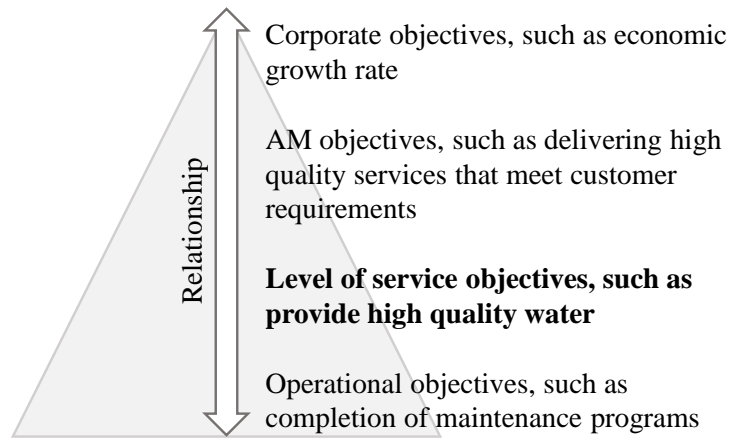 Corporate objectives, such as economic
growth rate
AM objectives, such as delivering high
quality services that meet customer
requirements
Relationship
Level of service objectives, such as
provide high quality water
Operational objectives, such as
completion of maintenance programs